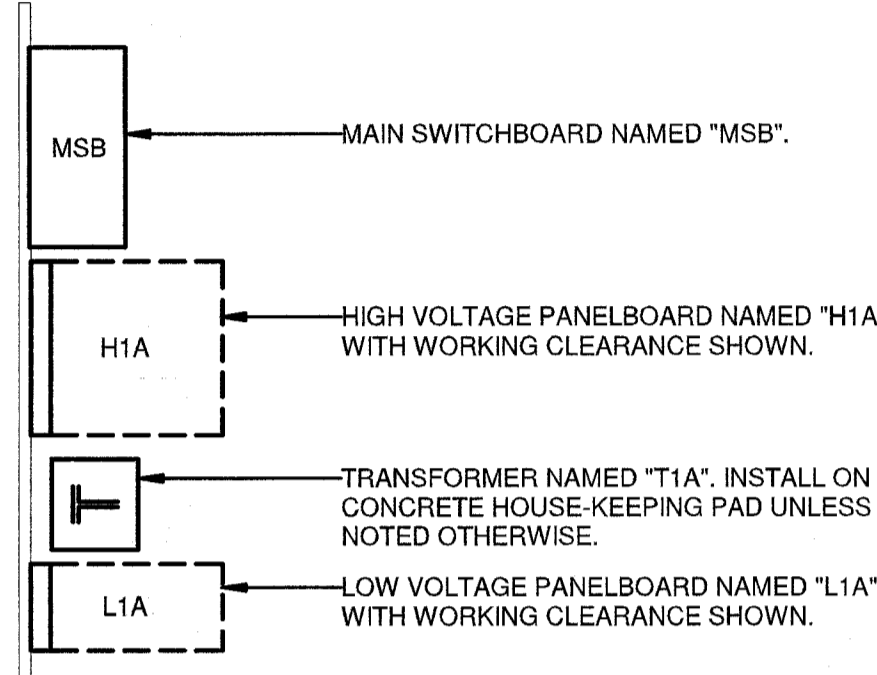 MSB
MAIN SWITCHBOARD NAMED "MSB".
H1A
HIGH VOLTAGE PANELBOARD NAMED "H1A
WITH WORKING CLEARANCE SHOWN.
T
TRANSFORMER NAMED "T1A". INSTALL ON
CONCRETE HOUSE-KEEPING PAD UNLESS
NOTED OTHERWISE.
L1A
LOW VOLTAGE PANELBOARD NAMED "L1A"
WITH WORKING CLEARANCE SHOWN.